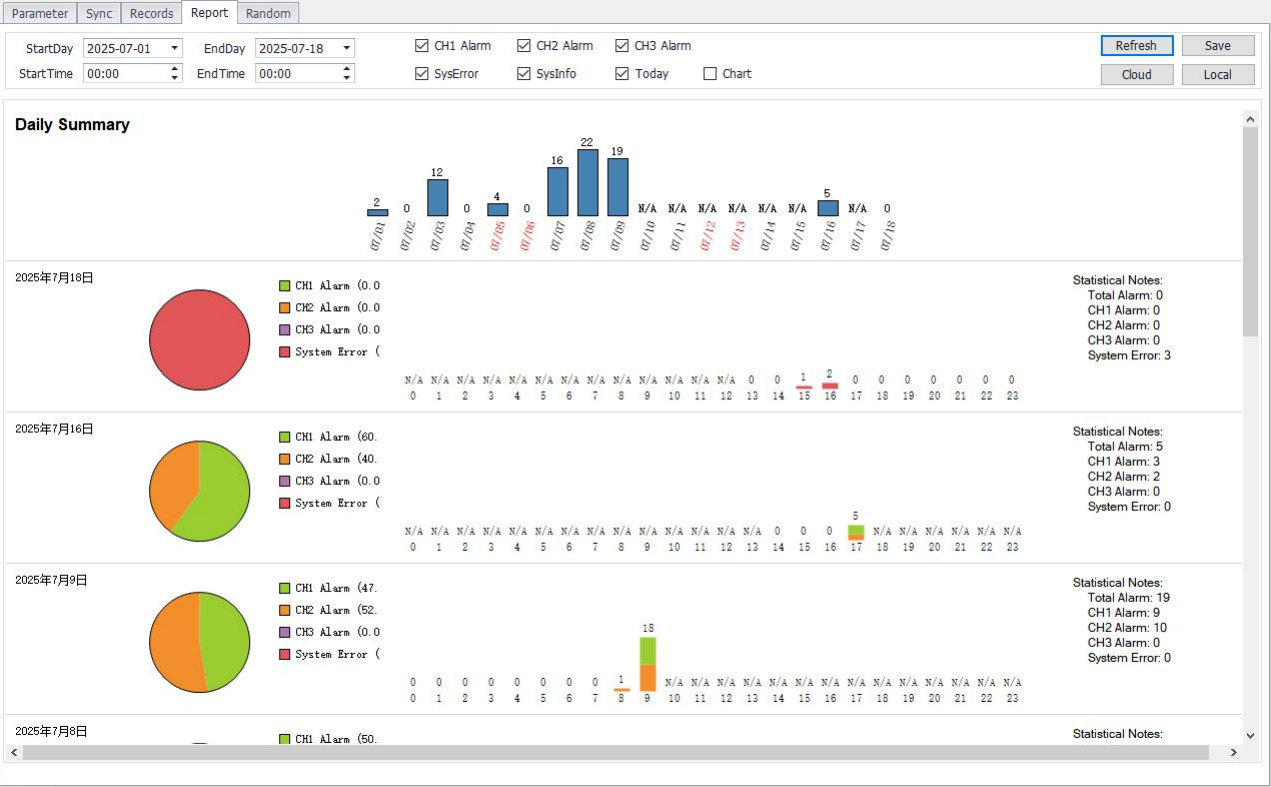 Parameter Sync Records Report Random
StartDay 2025-07-01 EndDay 2025-07-18 CH1 Alarm CH2 Alarm CH3 Alarm Refresh Save
StartTime 00:00 EndTime 00:00 SysError SysInfo Today Chart Cloud Local
Daily Summary
2 0 12 0 4 0 16 22 19 N/A N/A N/A N/A N/A N/A 5 N/A 0
07/01 07/02 07/03 07/04 07/05 07/06 07/07 07/08 07/09 07/10 07/11 07/12 07/13 07/14 07/15 07/16 07/17 07/18
2025年7月18日
CH1 Alarm (0.0
CH2 Alarm (0.0
CH3 Alarm (0.0
System Error (
N/A N/A N/A N/A N/A N/A N/A N/A N/A N/A N/A N/A N/A 0 0 1 2 0 0 0 0 0 0 0
0 1 2 3 4 5 6 7 8 9 10 11 12 13 14 15 16 17 18 19 20 21 22 23
Statistical Notes:
Total Alarm: 0
CH1 Alarm: 0
CH2 Alarm: 0
CH3 Alarm: 0
System Error: 3
2025年7月16日
CH1 Alarm (60.
CH2 Alarm (40.
CH3 Alarm (0.0
System Error (
N/A N/A N/A N/A N/A N/A N/A N/A N/A N/A N/A N/A N/A N/A 0 0 0 5 N/A N/A N/A N/A N/A N/A
0 1 2 3 4 5 6 7 8 9 10 11 12 13 14 15 16 17 18 19 20 21 22 23
Statistical Notes:
Total Alarm: 5
CH1 Alarm: 3
CH2 Alarm: 2
CH3 Alarm: 0
System Error: 0
2025年7月9日
CH1 Alarm (47.
CH2 Alarm (52.
CH3 Alarm (0.0
System Error (
0 0 0 0 0 0 0 0 1 18 N/A N/A N/A N/A N/A N/A N/A N/A N/A N/A N/A N/A N/A N/A
0 1 2 3 4 5 6 7 8 9 10 11 12 13 14 15 16 17 18 19 20 21 22 23
Statistical Notes:
Total Alarm: 19
CH1 Alarm: 9
CH2 Alarm: 10
CH3 Alarm: 0
System Error: 0
2025年7月8日
CH1 Alarm (50.
Statistical Notes: